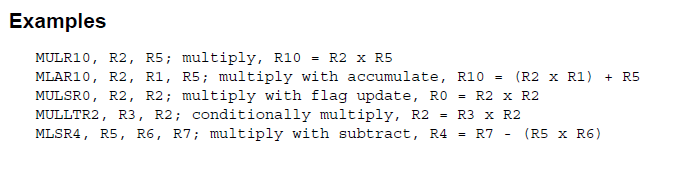 Examples
MULR10, R2, R5; multiply, R10 = R2 x R5
MLAR10, R2, R1, R5; multiply with accumulate, R10 = (R2 x R1) + R5
MULSR0, R2, R2; multiply with flag update, R0 = R2 x R2
MULLTR2, R3, R2; conditionally multiply, R2 = R3 x R2
MLSR4, R5, R6, R7; multiply with subtract, R4 = R7 - (R5 x R6)